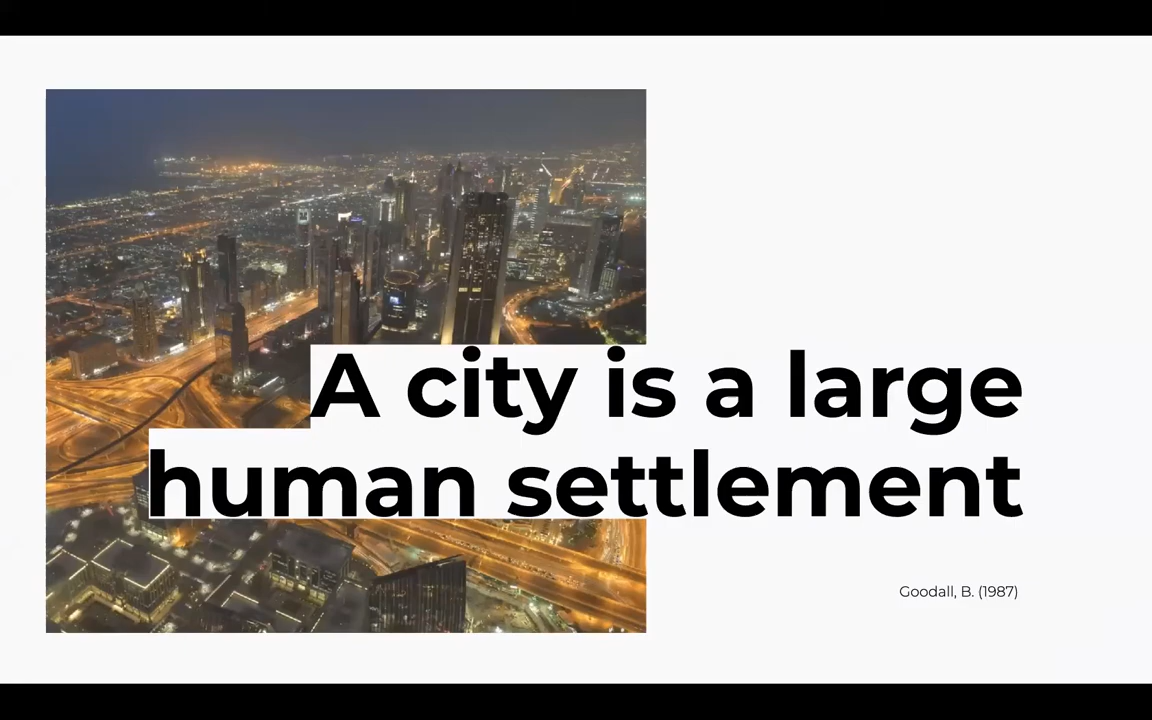 A city is a large
human settlement
Goodall, B. (1987)